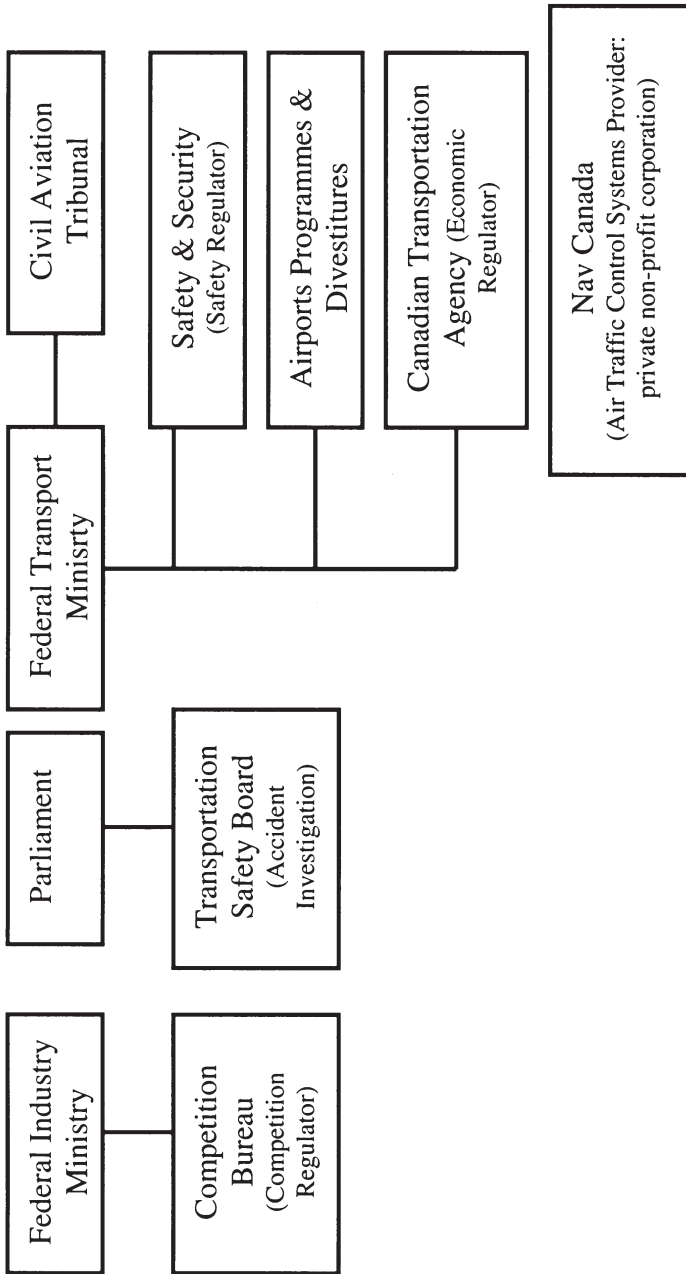 Federal Industry
Ministry
Parliament
Federal Transport
Minisrty
Civil Aviation
Tribunal
Competition
Bureau
(Competition
Regulator)
Transportation
Safety Board
(Accident
Investigation)
Safety & Security
(Safety Regulator)
Airports Programmes &
Divestitures
Canadian Transportation
Agency (Economic
Regulator)
Nav Canada
(Air Traffic Control Systems Provider:
private non-profit corporation)